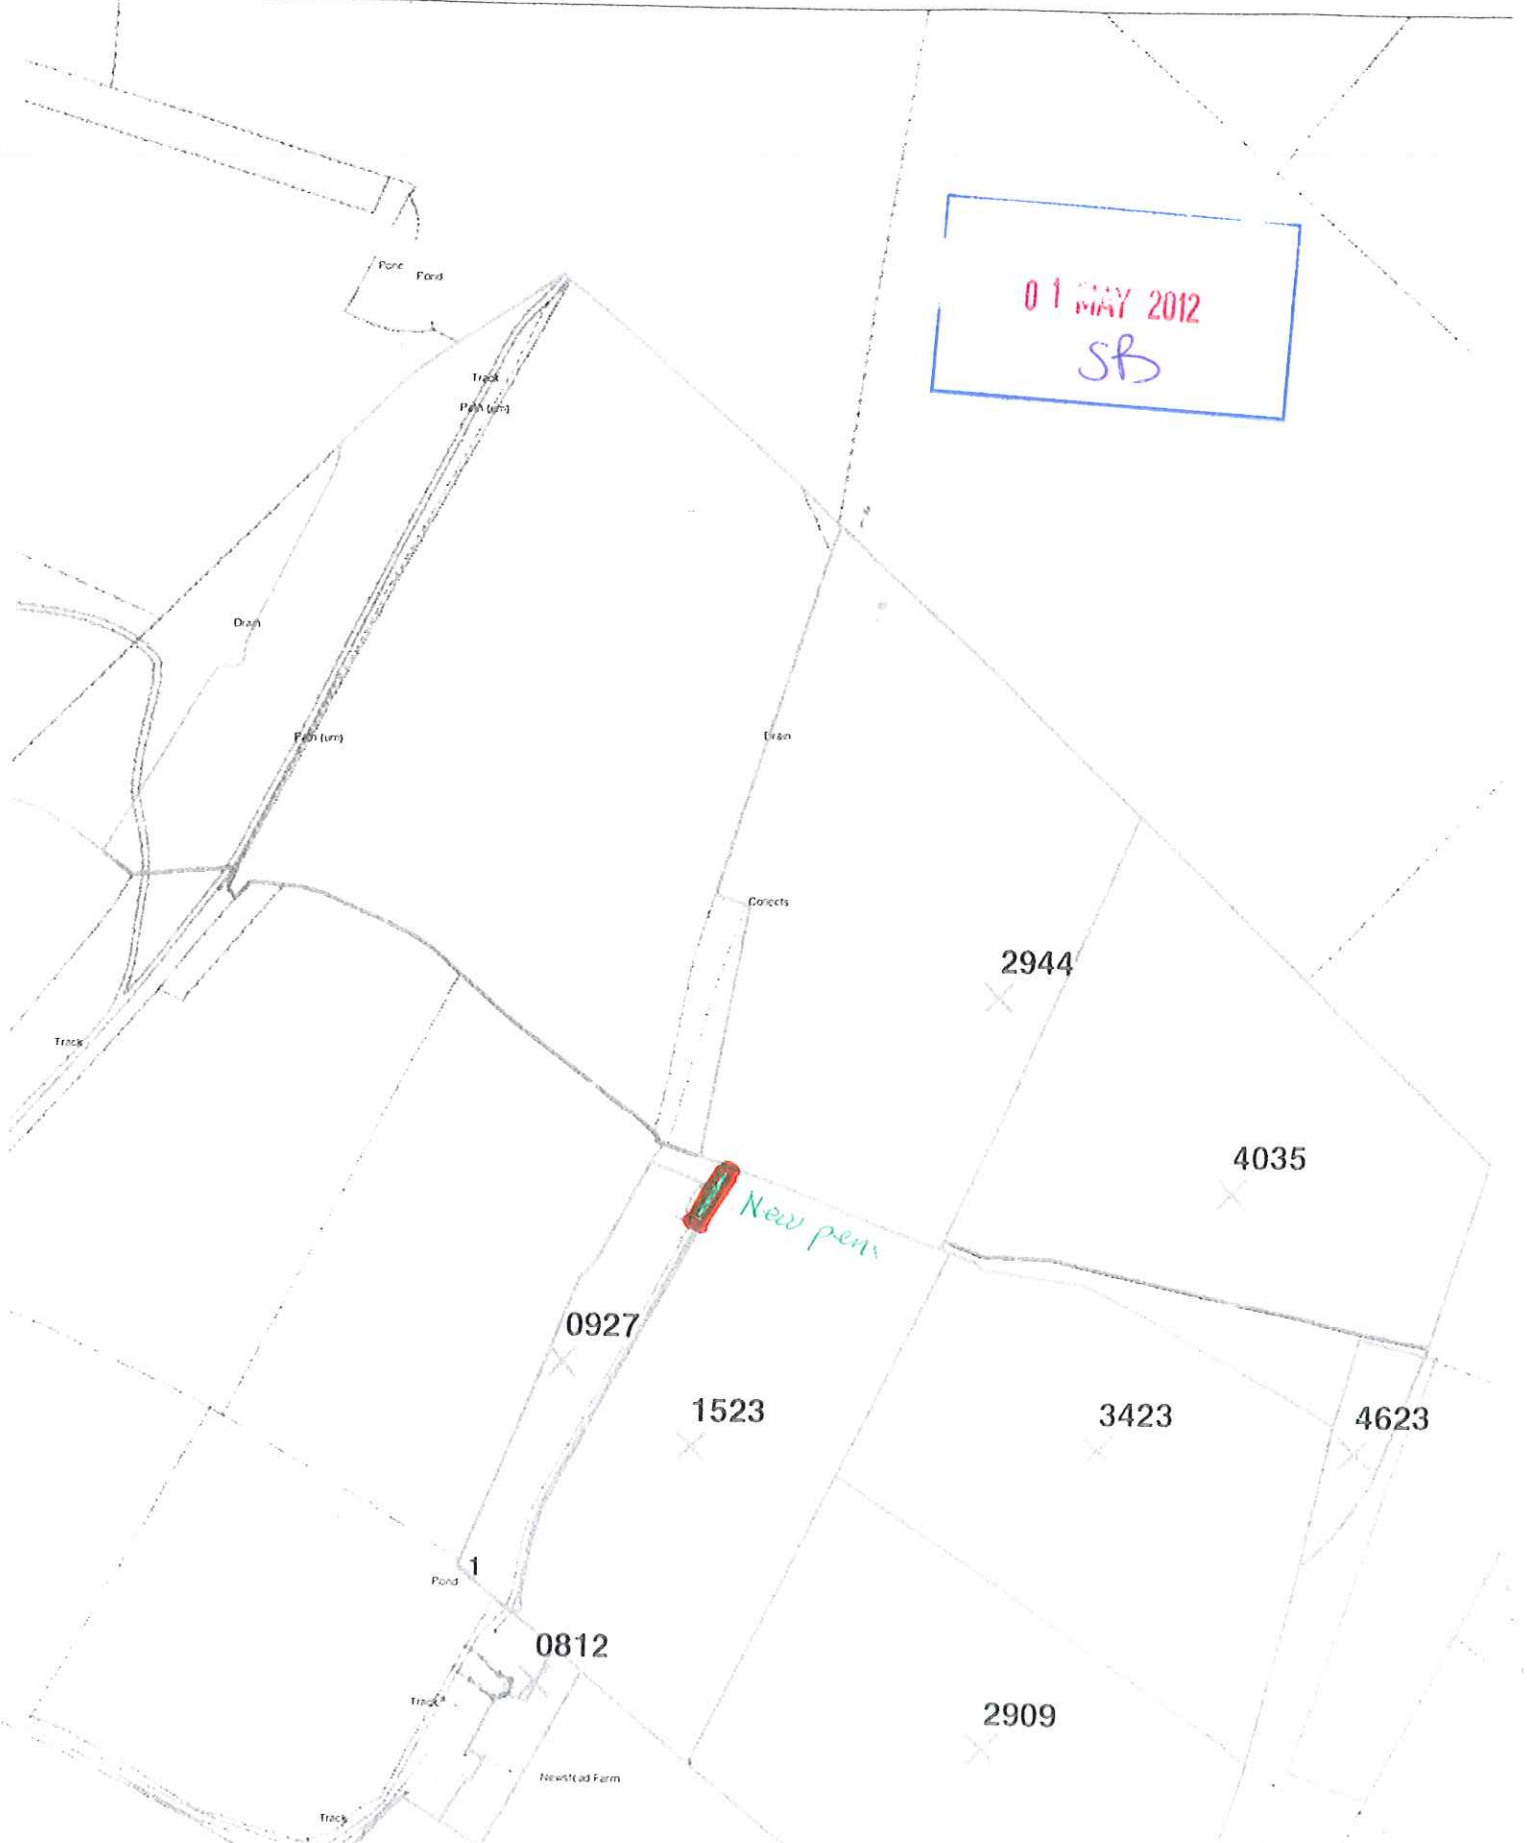 Pond
Pond
01 MAY 2012
SB
Track
Path (um)
Drain
Path (um)
Drain
Collects
2944
Track
4035
New pen
0927
1523
3423
4623
1
Pond
0812
Track
2909
Newstead Farm
Track